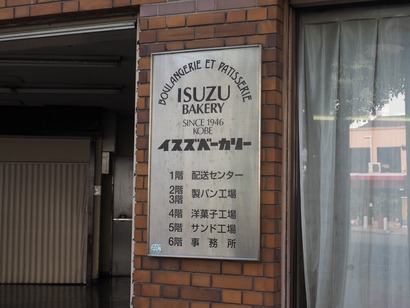 BOULANGERIE ET PATISSERIE
ISUZU
BAKERY
SINCE 1946
KOBE
イスズベーカリー
1階 配送センター
2階
3階 製パン工場
4階 洋菓子工場
5階 サンド工場
6階 事務所